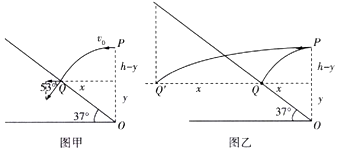 v₀
P
h-y
53°
Q
x
y
37°
O
图甲
P
h-y
Q'
x
Q
x
y
37°
O
图乙